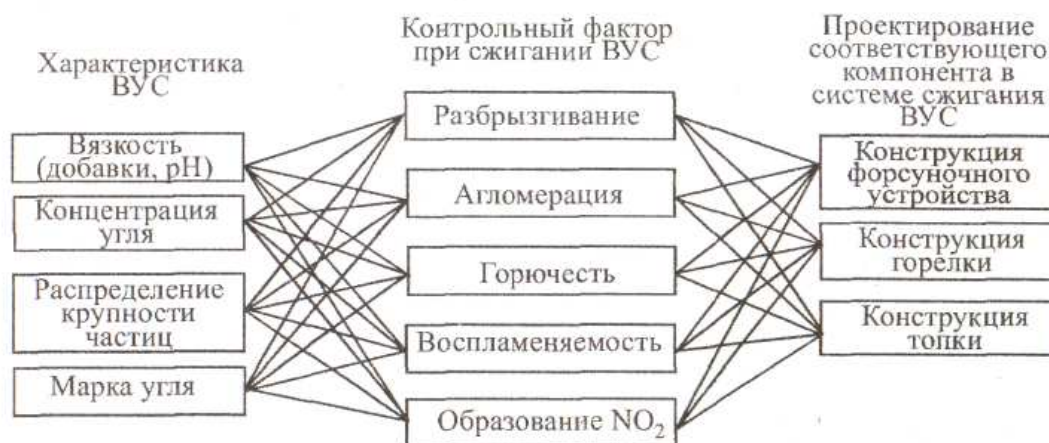 Характеристика
ВУС
Вязкость
(добавки, pH)
Концентрация
угля
Распределение
крупности
частиц
Марка угля
Контрольный фактор
при сжигании ВУС
Разбрызгивание
Агломерация
Горючесть
Воспламеняемость
Образование NO₂
Проектирование
соответствующего
компонента в
системе сжигания
ВУС
Конструкция
форсуночного
устройства
Конструкция
горелки
Конструкция
топки